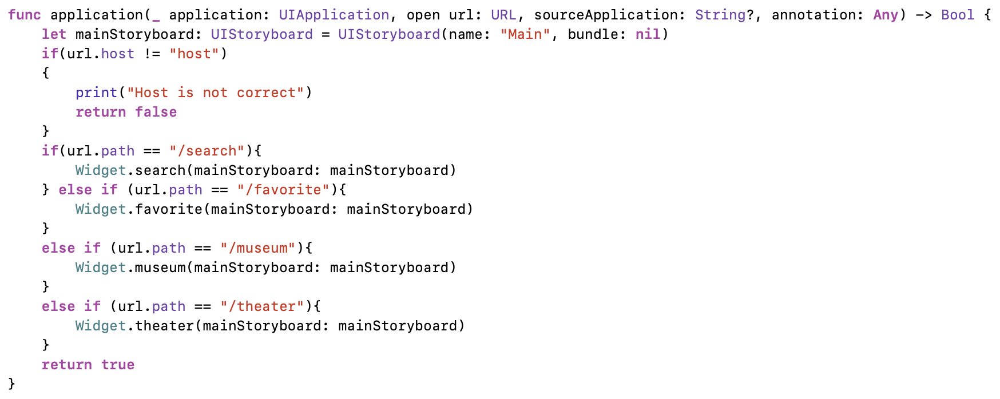 func application(_ application: UIApplication, open url: URL, sourceApplication: String?, annotation: Any) -> Bool {
    let mainStoryboard: UIStoryboard = UIStoryboard(name: "Main", bundle: nil)
    if(url.host != "host")
    {
        print("Host is not correct")
        return false
    }
    if(url.path == "/search"){
        Widget.search(mainStoryboard: mainStoryboard)
    } else if (url.path == "/favorite"){
        Widget.favorite(mainStoryboard: mainStoryboard)
    }
    else if (url.path == "/museum"){
        Widget.museum(mainStoryboard: mainStoryboard)
    }
    else if (url.path == "/theater"){
        Widget.theater(mainStoryboard: mainStoryboard)
    }
    return true
}